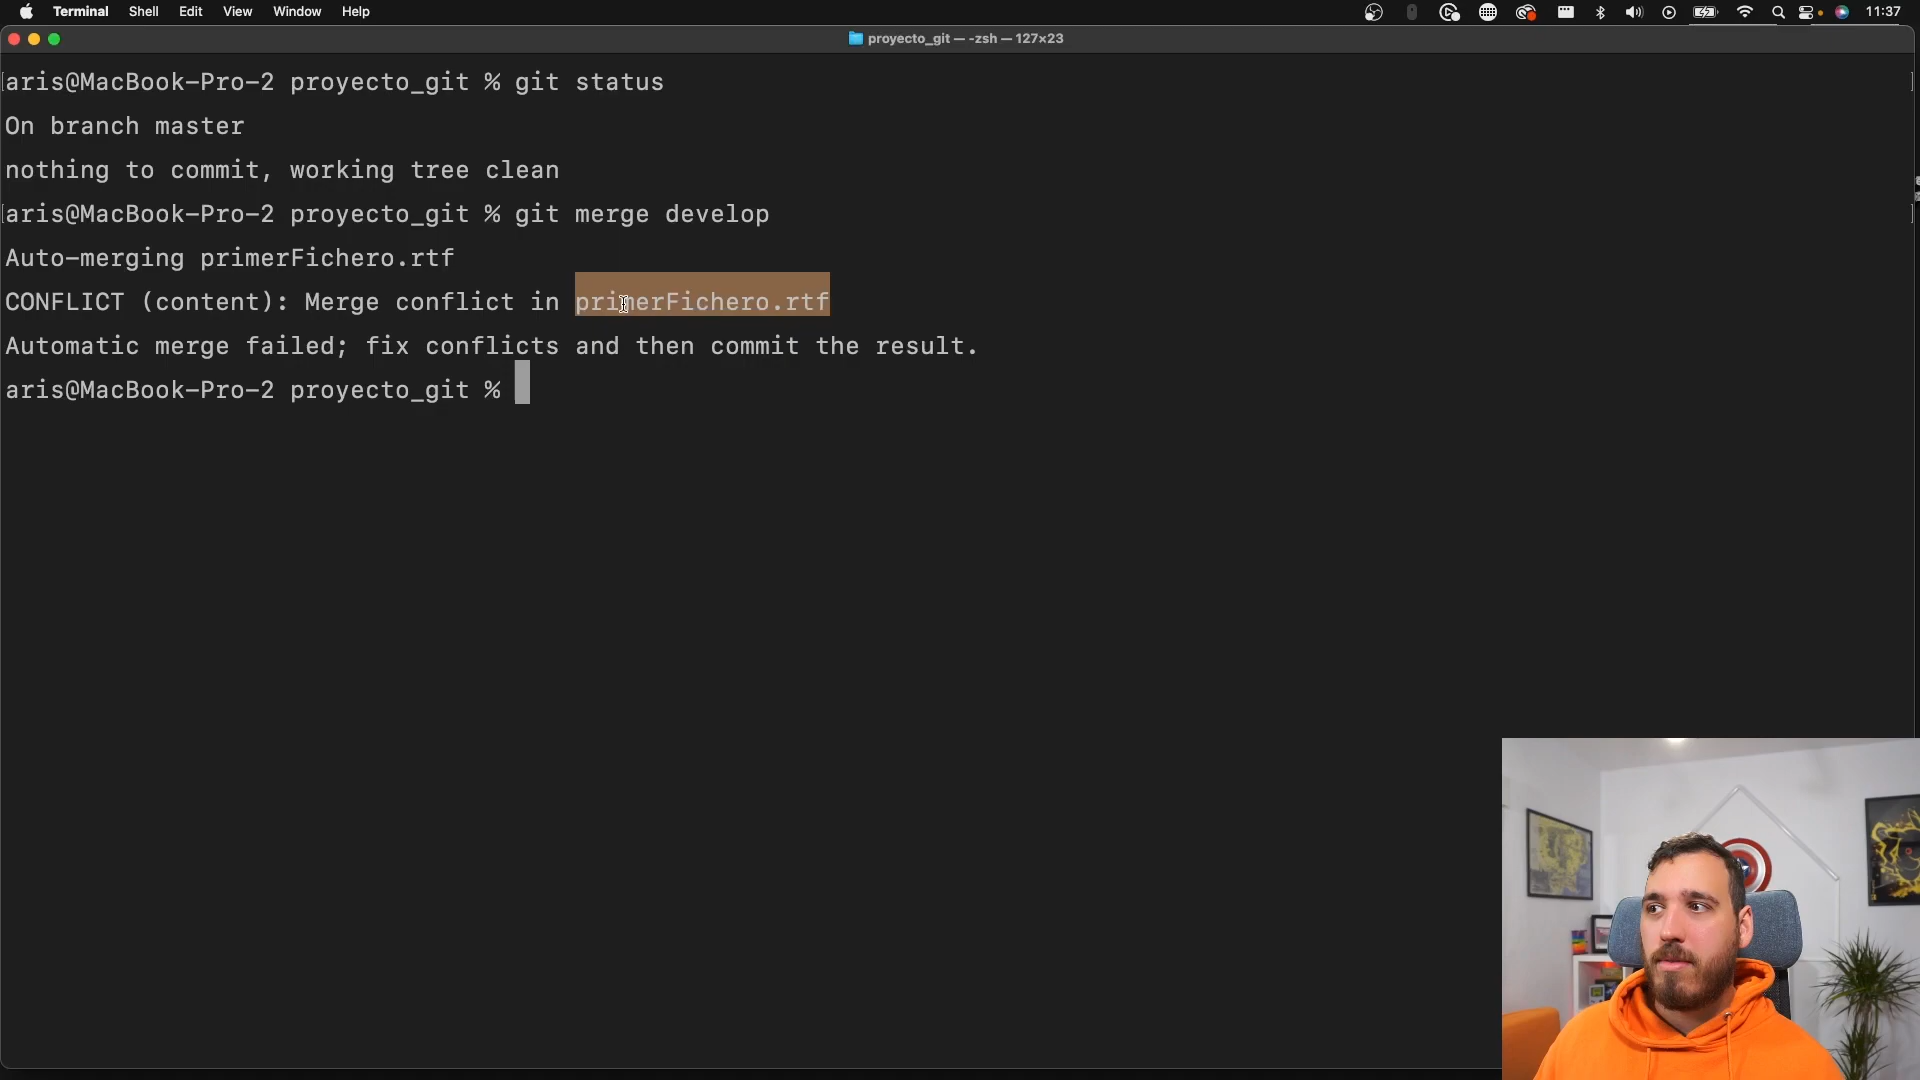 Terminal Shell Edit View Window Help 11:37
proyecto_git — -zsh — 127×23
aris@MacBook-Pro-2 proyecto_git % git status
On branch master
nothing to commit, working tree clean
aris@MacBook-Pro-2 proyecto_git % git merge develop
Auto-merging primerFichero.rtf
CONFLICT (content): Merge conflict in primerFichero.rtf
Automatic merge failed; fix conflicts and then commit the result.
aris@MacBook-Pro-2 proyecto_git %